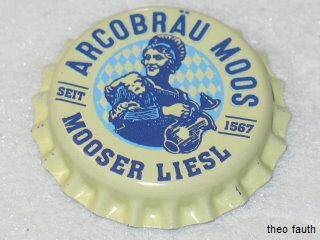 ARCOBRÄU MOOS
SEIT 1567
MOOSER LIESL
theo fauth